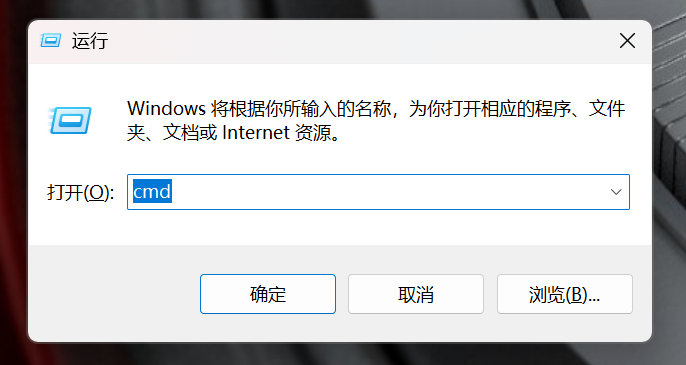 运行
Windows 将根据你所输入的名称，为你打开相应的程序、文件
夹、文档或 Internet 资源。
打开(O): cmd
确定 取消 浏览(B)...